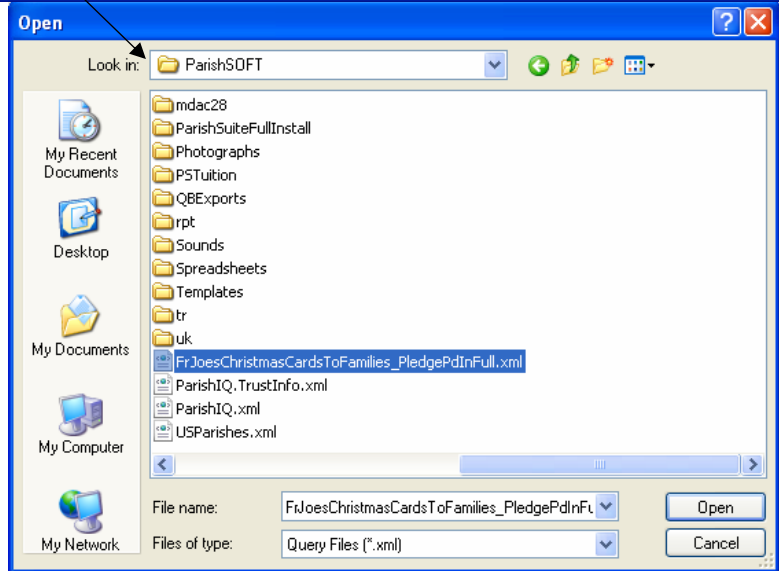 Open
Look in: ParishSOFT
My Recent
Documents
Desktop
My Documents
My Computer
My Network
mdac28
ParishSuiteFullInstall
Photographs
PSTuition
QBExports
rpt
Sounds
Spreadsheets
Templates
tr
uk
FrJoesChristmasCardsToFamilies_PledgePdInFull.xml
ParishIQ.TrustInfo.xml
ParishIQ.xml
USParishes.xml
File name: FrJoesChristmasCardsToFamilies_PledgePdInFu Open
Files of type: Query Files (*.xml) Cancel